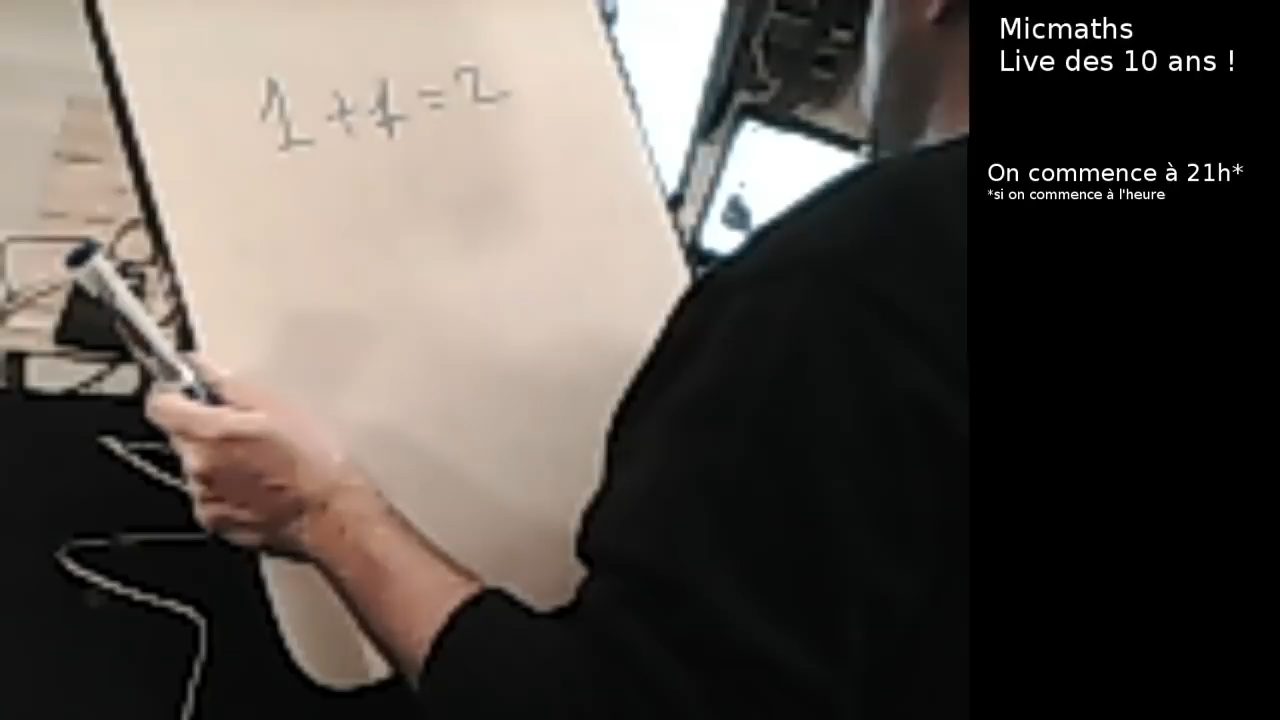 1+1=2
Micmaths
Live des 10 ans !
On commence à 21h*
*si on commence à l'heure